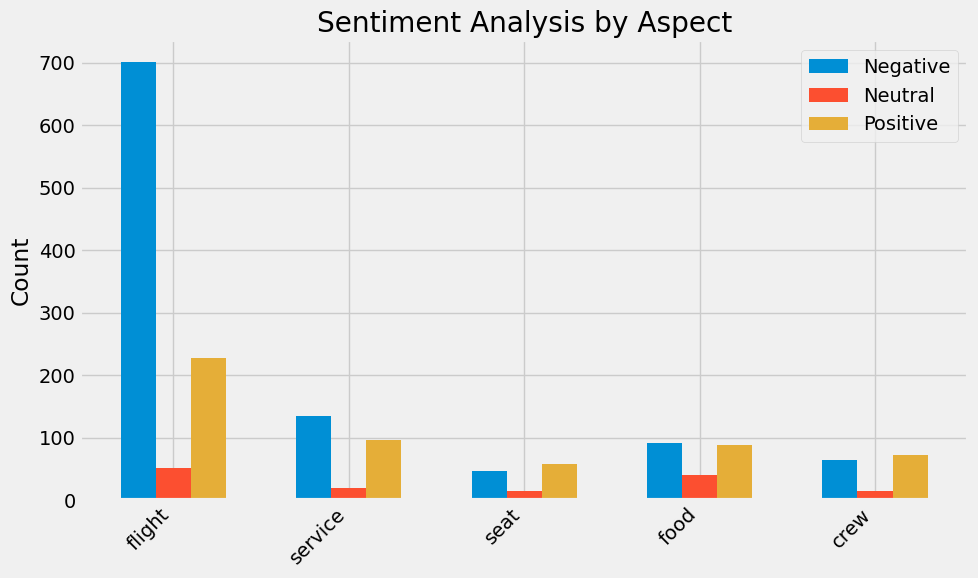 Sentiment Analysis by Aspect
Negative
Neutral
Positive
Count
700
600
500
400
300
200
100
0
flight
service
seat
food
crew